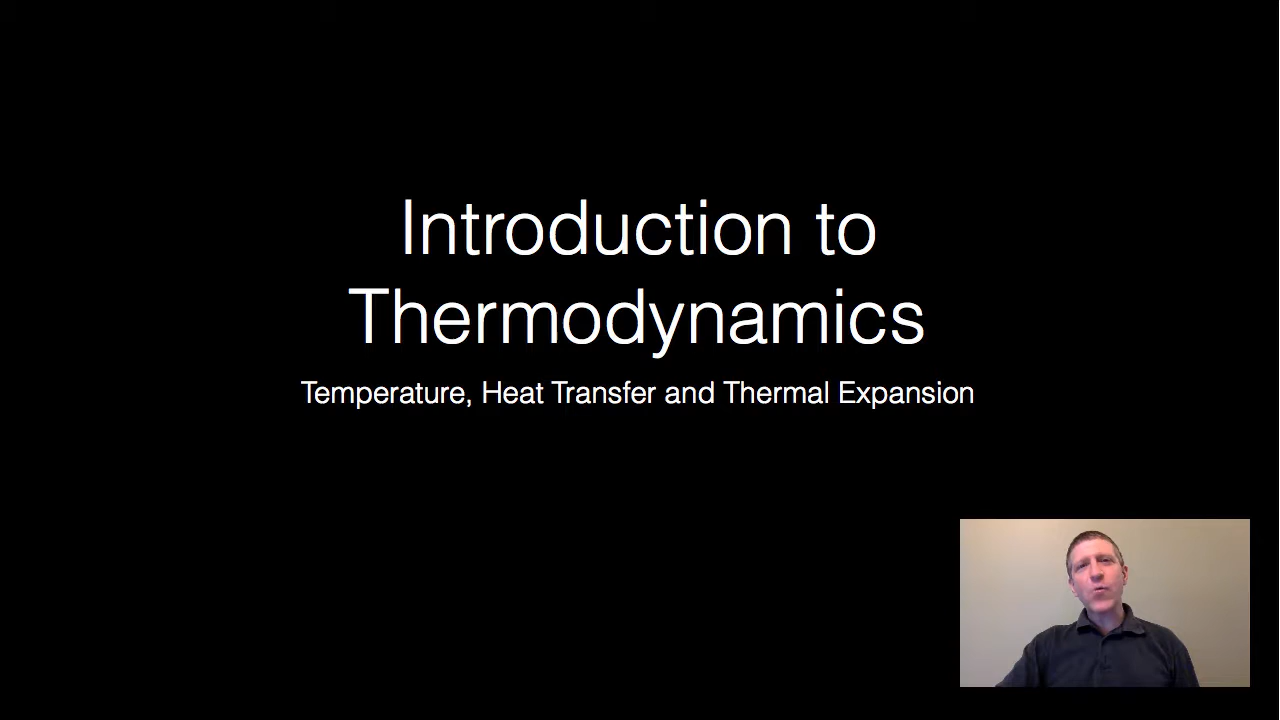 Introduction to
Thermodynamics
Temperature, Heat Transfer and Thermal Expansion